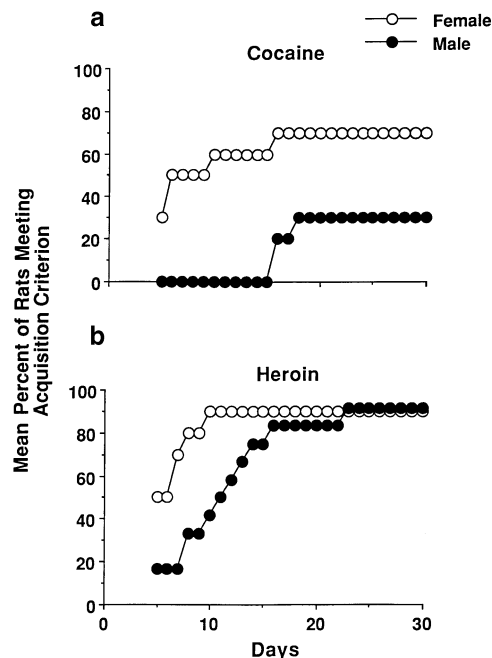 a
Female
Male
Cocaine
100
80
60
40
20
0
Mean Percent of Rats Meeting
Acquisition Criterion
b
Heroin
100
80
60
40
20
0
0 10 20 30
Days